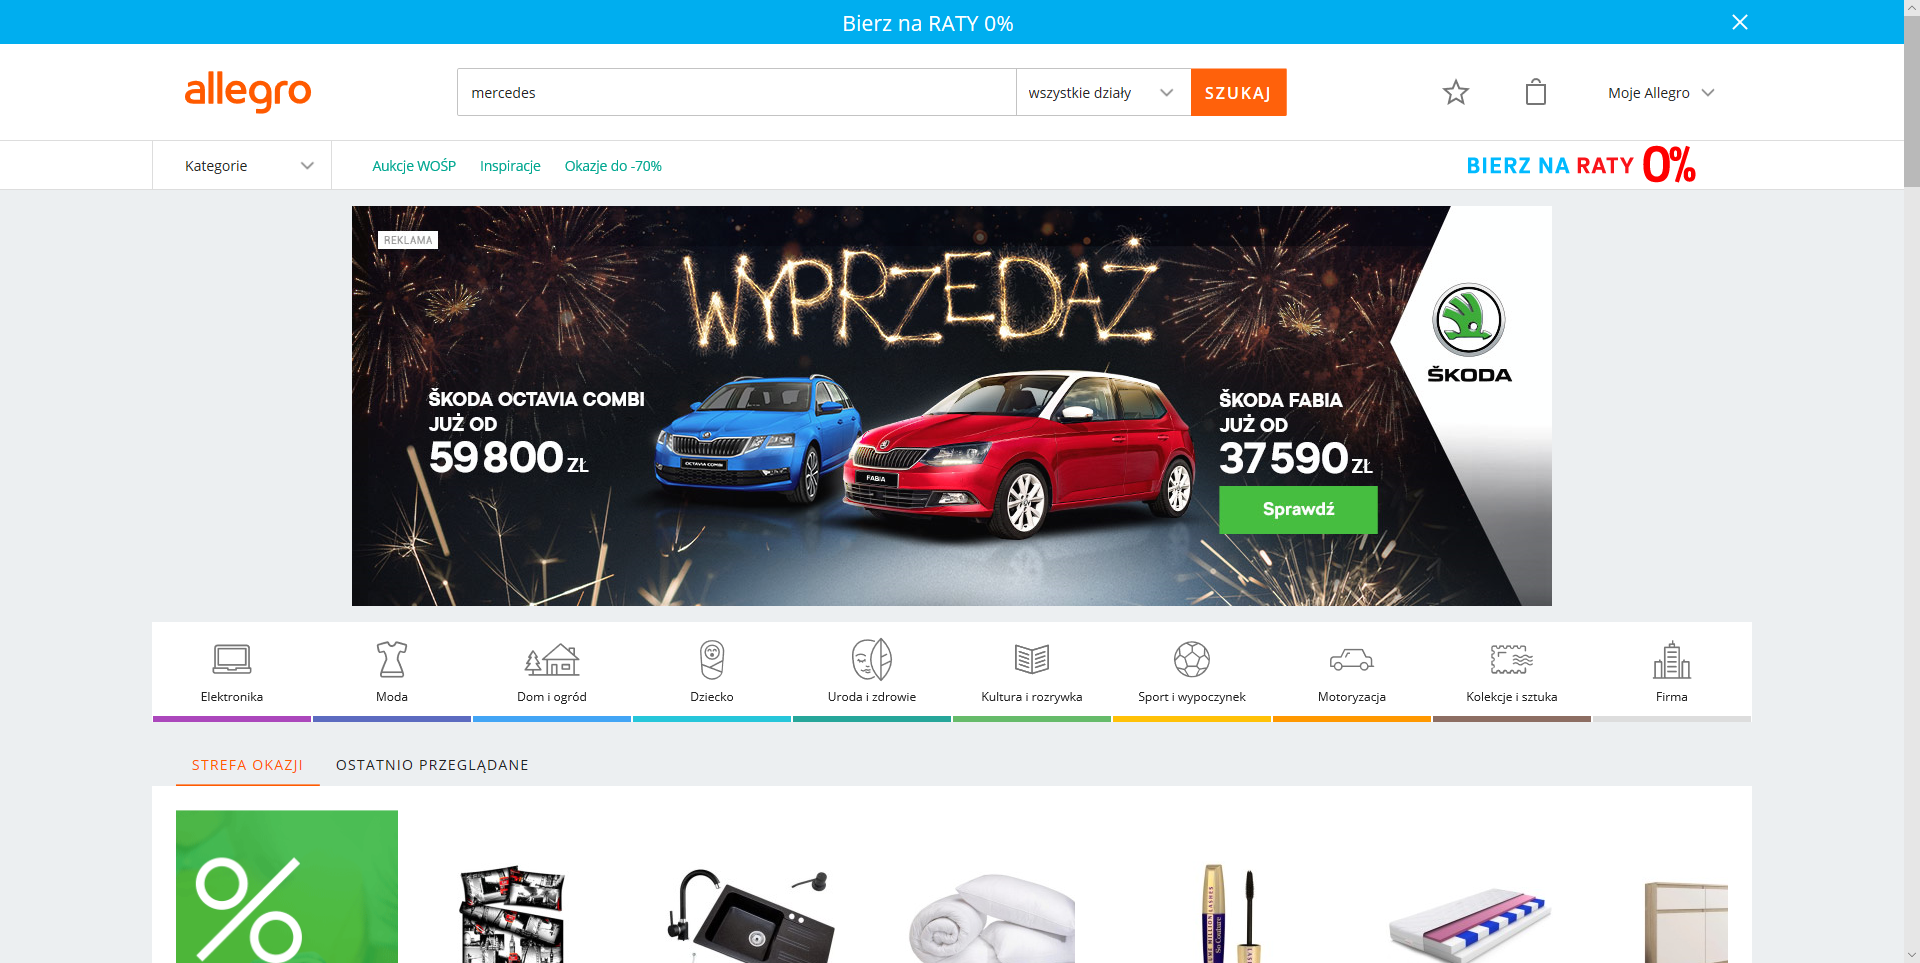 Bierz na RATY 0%
allegro
mercedes
wszystkie działy
SZUKAJ
Moje Allegro
Kategorie
Aukcje WOŚP
Inspiracje
Okazje do -70%
BIERZ NA RATY 0%
REKLAMA
WYPRZEDAŻ
ŠKODA
ŠKODA OCTAVIA COMBI
JUŻ OD
59 800 ZŁ
OCTAVIA COMBI
FABIA
ŠKODA FABIA
JUŻ OD
37 590 ZŁ
Sprawdź
Elektronika
Moda
Dom i ogród
Dziecko
Uroda i zdrowie
Kultura i rozrywka
Sport i wypoczynek
Motoryzacja
Kolekcje i sztuka
Firma
STREFA OKAZJI
OSTATNIO PRZEGLĄDANE
%